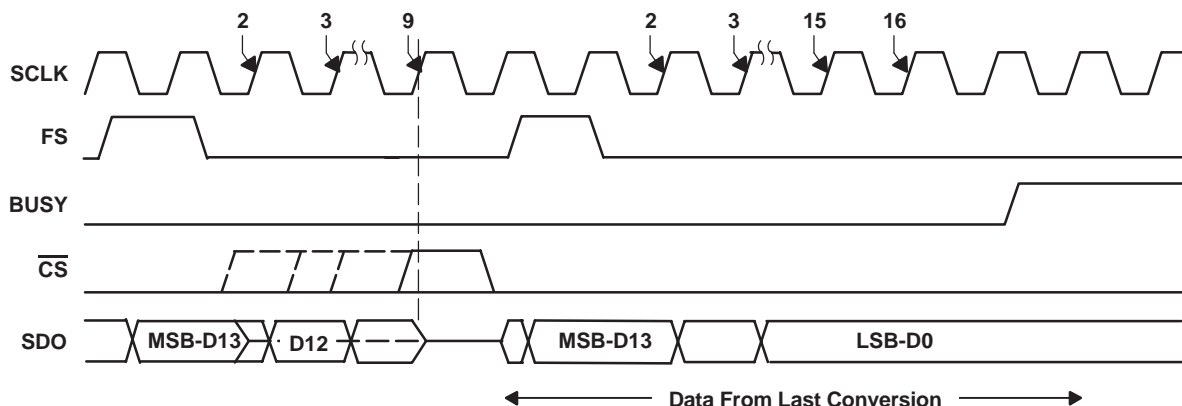 2 3 9 2 3 15 16
SCLK
FS
BUSY
CS
SDO MSB-D13 D12 MSB-D13 LSB-D0
Data From Last Conversion